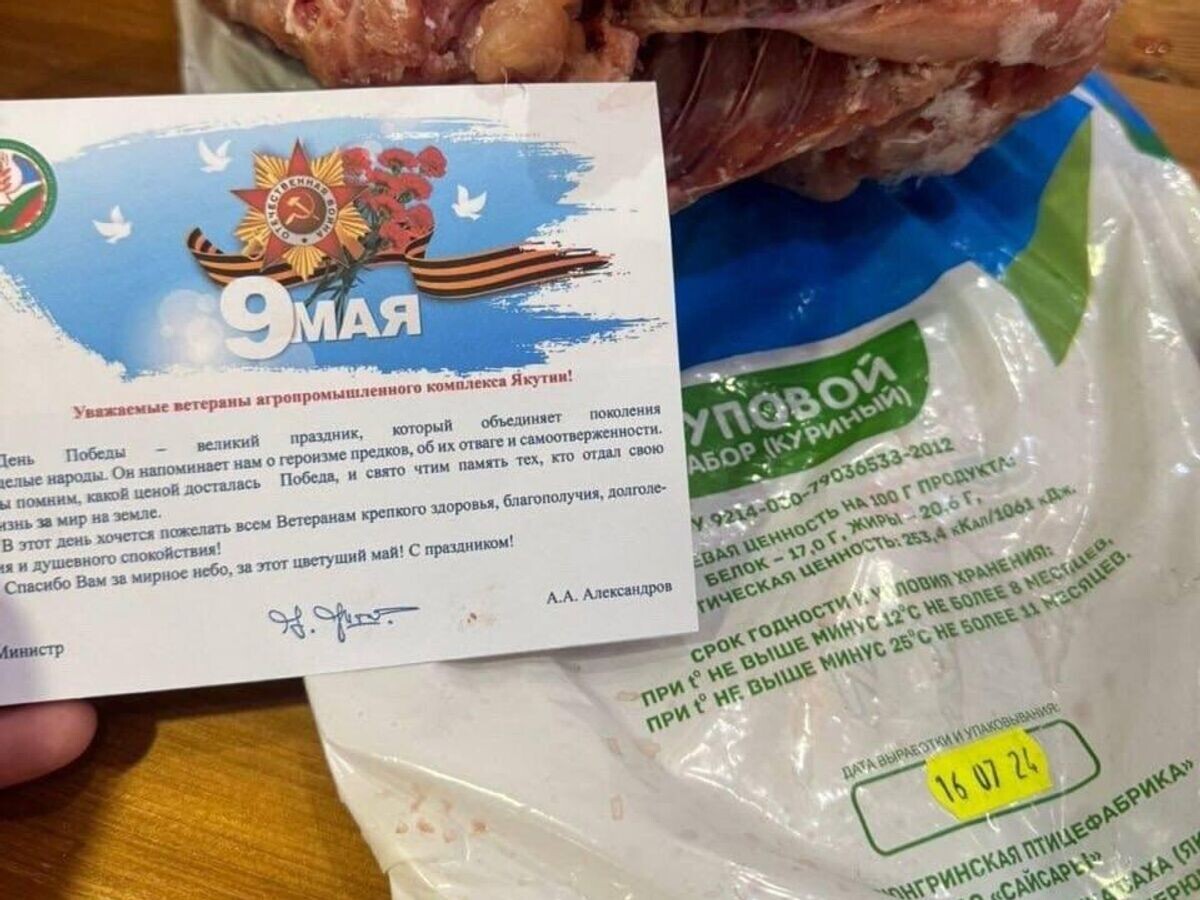 ОТЕЧЕСТВЕННАЯ ВОЙНА
9 МАЯ
Уважаемые ветераны агропромышленного комплекса Якутии!
День Победы – великий праздник, который объединяет поколения
целые народы. Он напоминает нам о героизме предков, об их отваге и самоотверженности.
ы помним, какой ценой досталась Победа, и свято чтим память тех, кто отдал свою
изнь за мир на земле.
В этот день хочется пожелать всем Ветеранам крепкого здоровья, благополучия, долголе-
ия и душевного спокойствия!
Спасибо Вам за мирное небо, за этот цветущий май! С праздником!
Министр
А.А. Александров
УПОВОЙ
АБОР (КУРИНЫЙ)
У 9214-030-79036533-2012
ЕВАЯ ЦЕННОСТЬ НА 100 Г ПРОДУКТА:
БЕЛОК – 17,0 Г, ЖИРЫ – 20,6 Г,
ТИЧЕСКАЯ ЦЕННОСТЬ: 253,4 кКал/1061 кДж.
СРОК ГОДНОСТИ И УСЛОВИЯ ХРАНЕНИЯ:
ПРИ t° НЕ ВЫШЕ МИНУС 12°С НЕ БОЛЕЕ 8 МЕСЯЦЕВ,
ПРИ t° НЕ ВЫШЕ МИНУС 25°С НЕ БОЛЕЕ 11 МЕСЯЦЕВ.
ДАТА ВЫРАБОТКИ И УПАКОВЫВАНИЯ:
16 07 24
ЮНГРИНСКАЯ ПТИЦЕФАБРИКА»
О «САЙСАРЫ»
САХА (ЯК